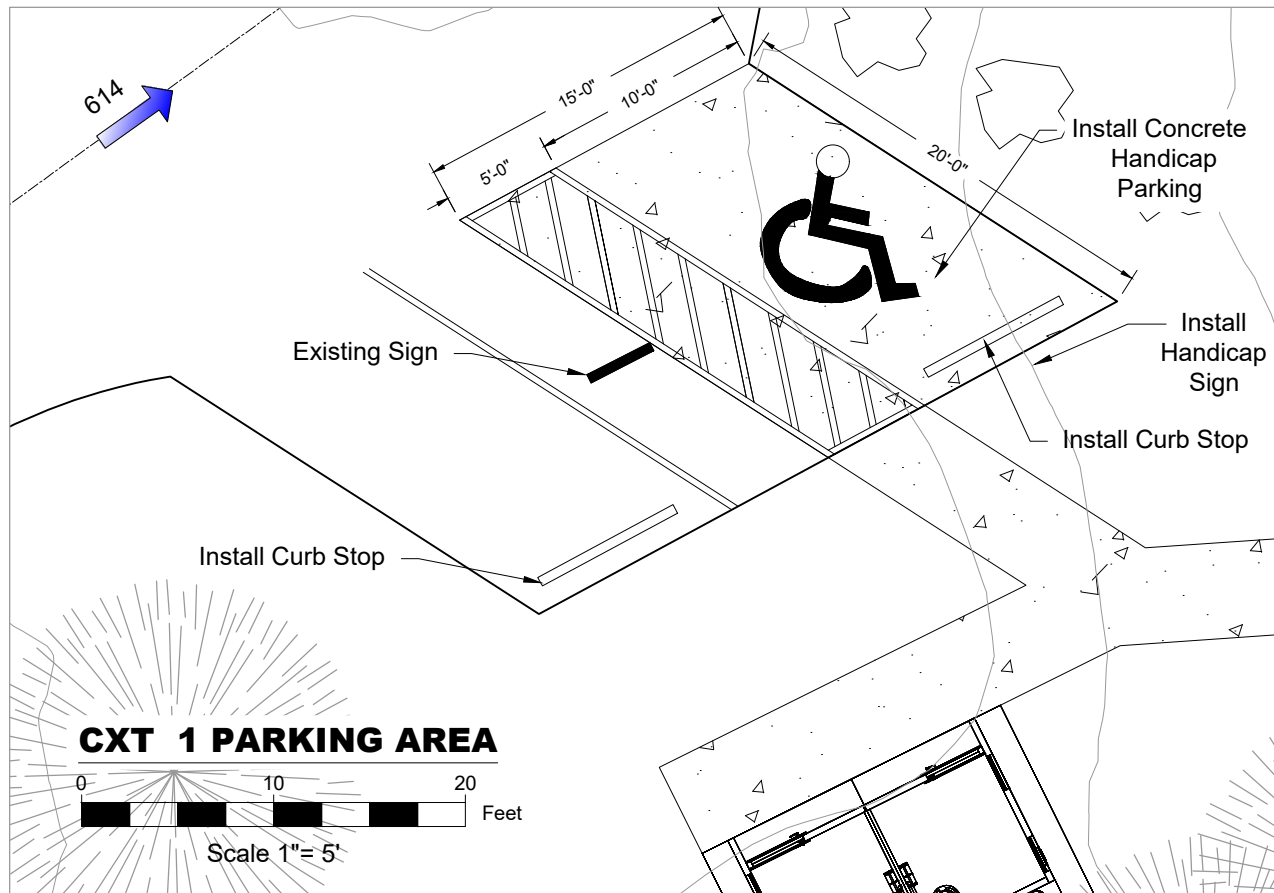 614
15'-0"
10'-0"
5'-0"
20'-0"
Install Concrete
Handicap
Parking
Existing Sign
Install
Handicap
Sign
Install Curb Stop
Install Curb Stop
CXT 1 PARKING AREA
0 10 20
Feet
Scale 1"= 5'